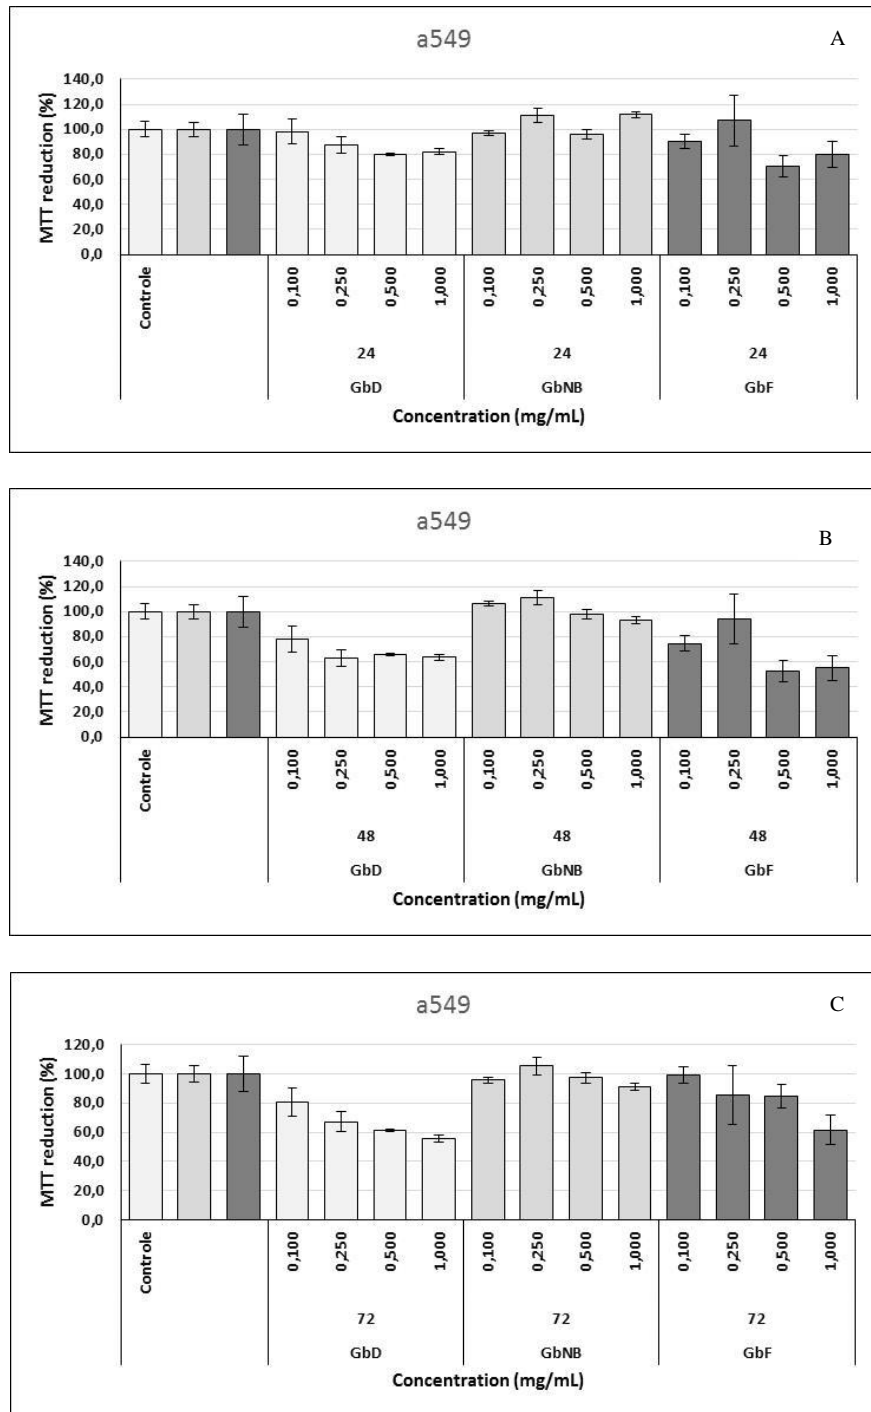 a549
A
MTT reduction (%)
140,0
120,0
100,0
80,0
60,0
40,0
20,0
0,0
Controle 0,100 0,250 0,500 1,000 0,100 0,250 0,500 1,000 0,100 0,250 0,500 1,000
24 24 24
GbD GbNB GbF
Concentration (mg/mL)
a549
B
MTT reduction (%)
140,0
120,0
100,0
80,0
60,0
40,0
20,0
0,0
Controle 0,100 0,250 0,500 1,000 0,100 0,250 0,500 1,000 0,100 0,250 0,500 1,000
48 48 48
GbD GbNB GbF
Concentration (mg/mL)
a549
C
MTT reduction (%)
120,0
100,0
80,0
60,0
40,0
20,0
0,0
Controle 0,100 0,250 0,500 1,000 0,100 0,250 0,500 1,000 0,100 0,250 0,500 1,000
72 72 72
GbD GbNB GbF
Concentration (mg/mL)